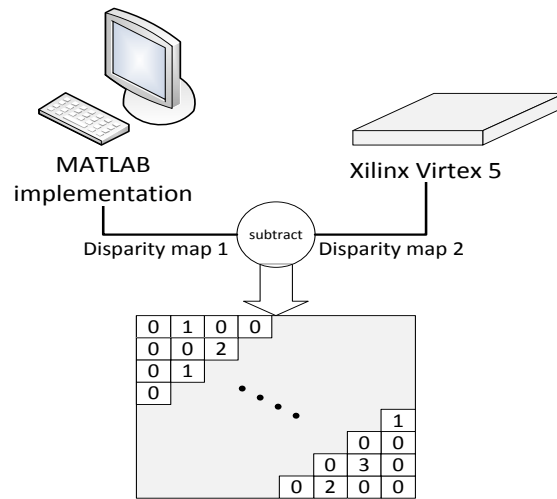 MATLAB
implementation
Xilinx Virtex 5
Disparity map 1
subtract
Disparity map 2
0 1 0 0
0 0 2
0 1
0
1
0 0
0 3 0
0 2 0 0